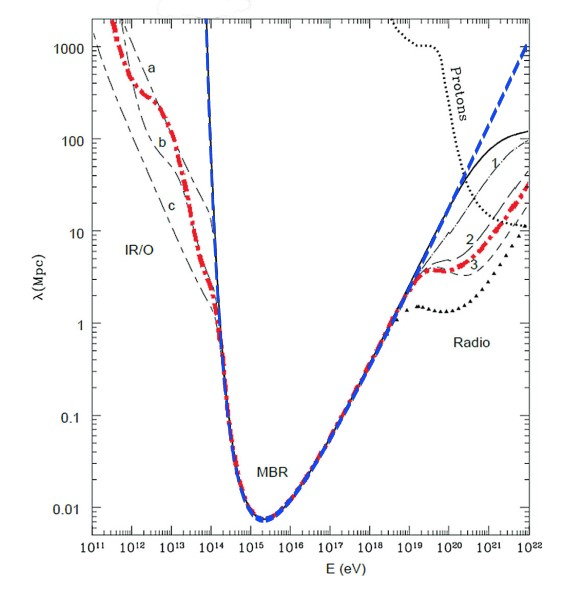 1000
100
10
1
0.1
0.01
λ(Mpc)
a
b
c
IR/O
MBR
Protons
1
2
3
Radio
10¹¹ 10¹² 10¹³ 10¹⁴ 10¹⁵ 10¹⁶ 10¹⁷ 10¹⁸ 10¹⁹ 10²⁰ 10²¹ 10²²
E (eV)